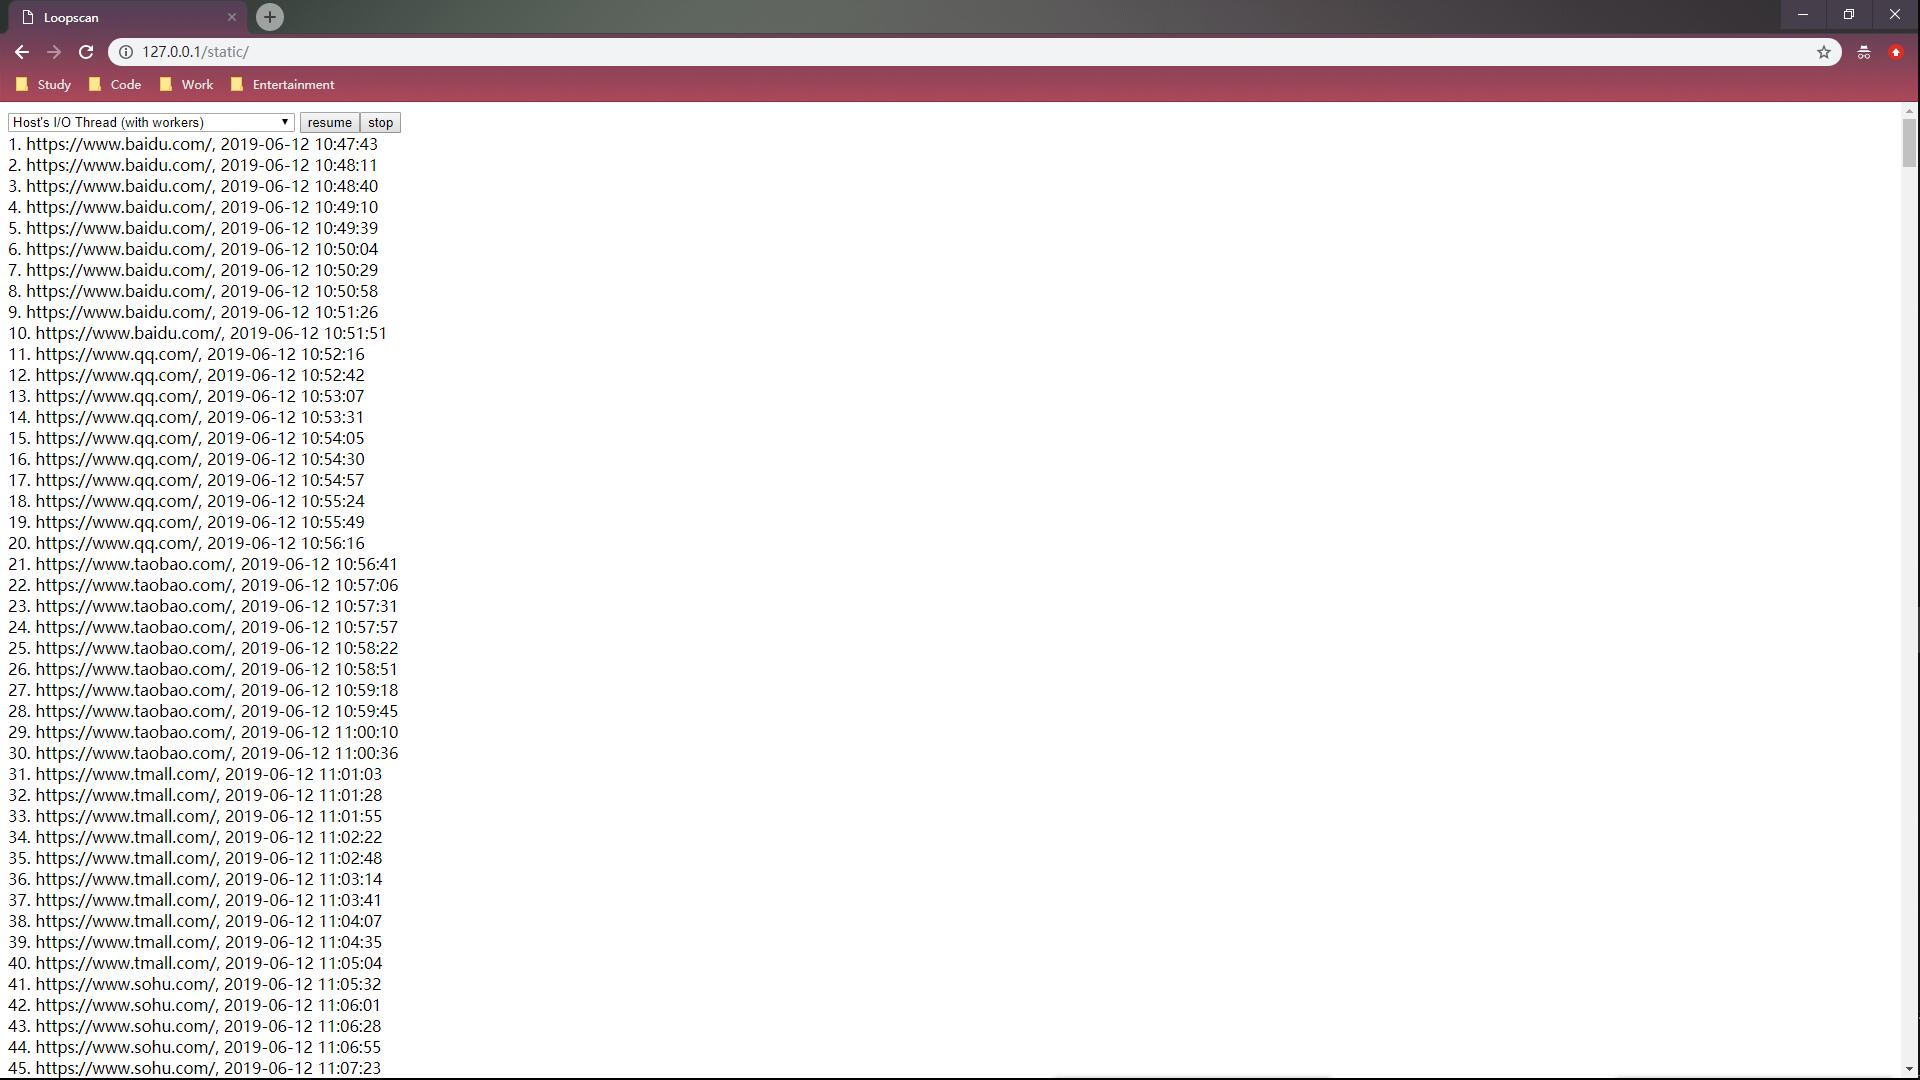 Loopscan
127.0.0.1/static/
Study Code Work Entertainment
Host's I/O Thread (with workers) resume stop
1. https://www.baidu.com/, 2019-06-12 10:47:43
2. https://www.baidu.com/, 2019-06-12 10:48:11
3. https://www.baidu.com/, 2019-06-12 10:48:40
4. https://www.baidu.com/, 2019-06-12 10:49:10
5. https://www.baidu.com/, 2019-06-12 10:49:39
6. https://www.baidu.com/, 2019-06-12 10:50:04
7. https://www.baidu.com/, 2019-06-12 10:50:29
8. https://www.baidu.com/, 2019-06-12 10:50:58
9. https://www.baidu.com/, 2019-06-12 10:51:26
10. https://www.baidu.com/, 2019-06-12 10:51:51
11. https://www.qq.com/, 2019-06-12 10:52:16
12. https://www.qq.com/, 2019-06-12 10:52:42
13. https://www.qq.com/, 2019-06-12 10:53:07
14. https://www.qq.com/, 2019-06-12 10:53:31
15. https://www.qq.com/, 2019-06-12 10:54:05
16. https://www.qq.com/, 2019-06-12 10:54:30
17. https://www.qq.com/, 2019-06-12 10:54:57
18. https://www.qq.com/, 2019-06-12 10:55:24
19. https://www.qq.com/, 2019-06-12 10:55:49
20. https://www.qq.com/, 2019-06-12 10:56:16
21. https://www.taobao.com/, 2019-06-12 10:56:41
22. https://www.taobao.com/, 2019-06-12 10:57:06
23. https://www.taobao.com/, 2019-06-12 10:57:31
24. https://www.taobao.com/, 2019-06-12 10:57:57
25. https://www.taobao.com/, 2019-06-12 10:58:22
26. https://www.taobao.com/, 2019-06-12 10:58:51
27. https://www.taobao.com/, 2019-06-12 10:59:18
28. https://www.taobao.com/, 2019-06-12 10:59:45
29. https://www.taobao.com/, 2019-06-12 11:00:10
30. https://www.taobao.com/, 2019-06-12 11:00:36
31. https://www.tmall.com/, 2019-06-12 11:01:03
32. https://www.tmall.com/, 2019-06-12 11:01:28
33. https://www.tmall.com/, 2019-06-12 11:01:55
34. https://www.tmall.com/, 2019-06-12 11:02:22
35. https://www.tmall.com/, 2019-06-12 11:02:48
36. https://www.tmall.com/, 2019-06-12 11:03:14
37. https://www.tmall.com/, 2019-06-12 11:03:41
38. https://www.tmall.com/, 2019-06-12 11:04:07
39. https://www.tmall.com/, 2019-06-12 11:04:35
40. https://www.tmall.com/, 2019-06-12 11:05:04
41. https://www.sohu.com/, 2019-06-12 11:05:32
42. https://www.sohu.com/, 2019-06-12 11:06:01
43. https://www.sohu.com/, 2019-06-12 11:06:28
44. https://www.sohu.com/, 2019-06-12 11:06:55
45. https://www.sohu.com/, 2019-06-12 11:07:23